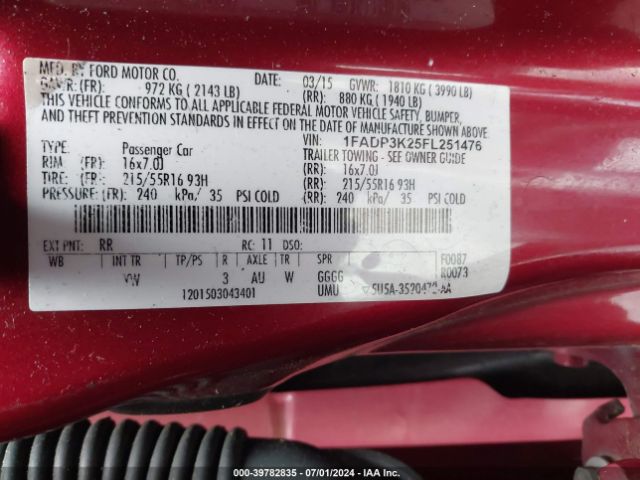 MFD. BY FORD MOTOR CO.
DATE: 03/15 GVWR: 1810 KG (3990 LB)
GAWR: (FR): 972 KG (2143 LB) (RR): 880 KG (1940 LB)
THIS VEHICLE CONFORMS TO ALL APPLICABLE FEDERAL MOTOR VEHICLE SAFETY, BUMPER,
AND THEFT PREVENTION STANDARDS IN EFFECT ON THE DATE OF MANUFACTURE SHOWN ABOVE.
VIN: 1FADP3K25FL251476
TYPE: Passenger Car TRAILER TOWING - SEE OWNER GUIDE
RIM (FR): 16x7.0J (RR): 16x7.0J
TIRE: (FR): 215/55R16 93H (RR): 215/55R16 93H
PRESSURE: (FR): 240 kPa/ 35 PSI COLD (RR): 240 kPa/ 35 PSI COLD
EXT PNT: RR RC: 11 DSO:
WB INT TR TP/PS R AXLE TR SPR F0087
VW 3 AU W GGGG R0073
1201503043401 UMU
000-39782835 - 07/01/2024 - IAA Inc.